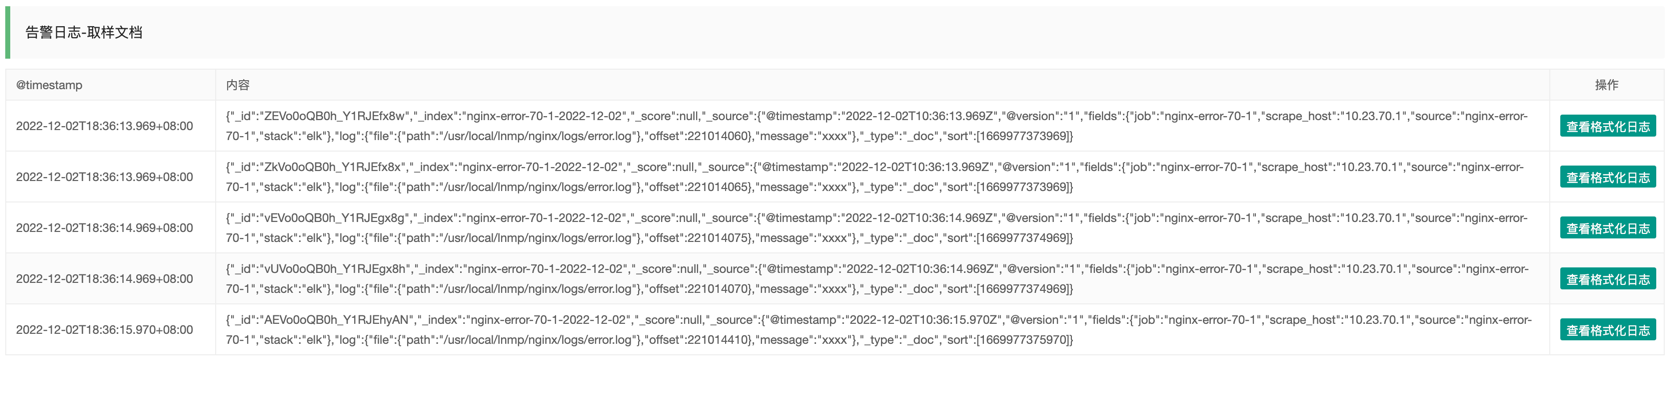 告警日志-取样文档
@timestamp 内容 操作
2022-12-02T18:36:13.969+08:00 {"_id":"ZEVo0oQB0h_Y1RJEfx8w","_index":"nginx-error-70-1-2022-12-02","_score":null,"_source":{"@timestamp":"2022-12-02T10:36:13.969Z","@version":"1","fields":{"job":"nginx-error-70-1","scrape_host":"10.23.70.1","source":"nginx-error-
70-1","stack":"elk"},"log":{"file":{"path":"/usr/local/lnmp/nginx/logs/error.log"},"offset":221014060},"message":"xxxx"},"_type":"_doc","sort":[1669977373969]} 查看格式化日志
2022-12-02T18:36:13.969+08:00 {"_id":"ZkVo0oQB0h_Y1RJEfx8x","_index":"nginx-error-70-1-2022-12-02","_score":null,"_source":{"@timestamp":"2022-12-02T10:36:13.969Z","@version":"1","fields":{"job":"nginx-error-70-1","scrape_host":"10.23.70.1","source":"nginx-error-
70-1","stack":"elk"},"log":{"file":{"path":"/usr/local/lnmp/nginx/logs/error.log"},"offset":221014065},"message":"xxxx"},"_type":"_doc","sort":[1669977373969]} 查看格式化日志
2022-12-02T18:36:14.969+08:00 {"_id":"vEVo0oQB0h_Y1RJEgx8g","_index":"nginx-error-70-1-2022-12-02","_score":null,"_source":{"@timestamp":"2022-12-02T10:36:14.969Z","@version":"1","fields":{"job":"nginx-error-70-1","scrape_host":"10.23.70.1","source":"nginx-error-
70-1","stack":"elk"},"log":{"file":{"path":"/usr/local/lnmp/nginx/logs/error.log"},"offset":221014075},"message":"xxxx"},"_type":"_doc","sort":[1669977374969]} 查看格式化日志
2022-12-02T18:36:14.969+08:00 {"_id":"vUVo0oQB0h_Y1RJEgx8h","_index":"nginx-error-70-1-2022-12-02","_score":null,"_source":{"@timestamp":"2022-12-02T10:36:14.969Z","@version":"1","fields":{"job":"nginx-error-70-1","scrape_host":"10.23.70.1","source":"nginx-error-
70-1","stack":"elk"},"log":{"file":{"path":"/usr/local/lnmp/nginx/logs/error.log"},"offset":221014070},"message":"xxxx"},"_type":"_doc","sort":[1669977374969]} 查看格式化日志
2022-12-02T18:36:15.970+08:00 {"_id":"AEVo0oQB0h_Y1RJEhyAN","_index":"nginx-error-70-1-2022-12-02","_score":null,"_source":{"@timestamp":"2022-12-02T10:36:15.970Z","@version":"1","fields":{"job":"nginx-error-70-1","scrape_host":"10.23.70.1","source":"nginx-error-
70-1","stack":"elk"},"log":{"file":{"path":"/usr/local/lnmp/nginx/logs/error.log"},"offset":221014410},"message":"xxxx"},"_type":"_doc","sort":[1669977375970]} 查看格式化日志